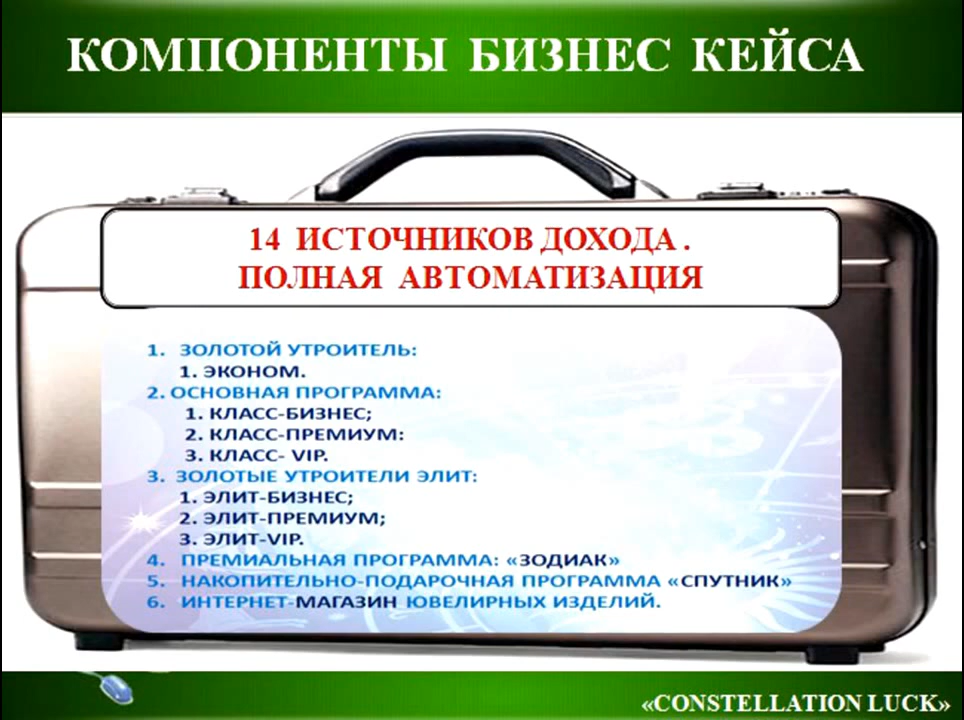 КОМПОНЕНТЫ БИЗНЕС КЕЙСА
14 ИСТОЧНИКОВ ДОХОДА .
ПОЛНАЯ АВТОМАТИЗАЦИЯ
1. ЗОЛОТОЙ УТРОИТЕЛЬ:
1. ЭКОНОМ.
2. ОСНОВНАЯ ПРОГРАММА:
1. КЛАСС-БИЗНЕС;
2. КЛАСС-ПРЕМИУМ:
3. КЛАСС- VIP.
3. ЗОЛОТЫЕ УТРОИТЕЛИ ЭЛИТ:
1. ЭЛИТ-БИЗНЕС;
2. ЭЛИТ-ПРЕМИУМ;
3. ЭЛИТ-VIP.
4. ПРЕМИАЛЬНАЯ ПРОГРАММА: «ЗОДИАК»
5. НАКОПИТЕЛЬНО-ПОДАРОЧНАЯ ПРОГРАММА «СПУТНИК»
6. ИНТЕРНЕТ-МАГАЗИН ЮВЕЛИРНЫХ ИЗДЕЛИЙ.
«CONSTELLATION LUCK»